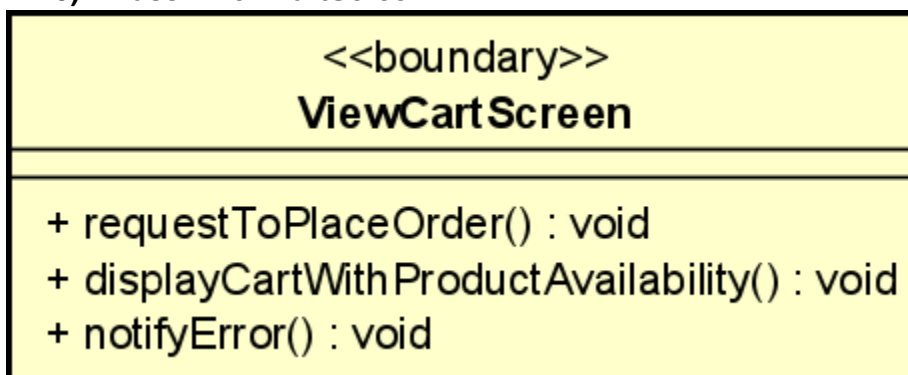 <<boundary>>
ViewCartScreen
+ requestToPlaceOrder() : void
+ displayCartWithProductAvailability() : void
+ notifyError() : void